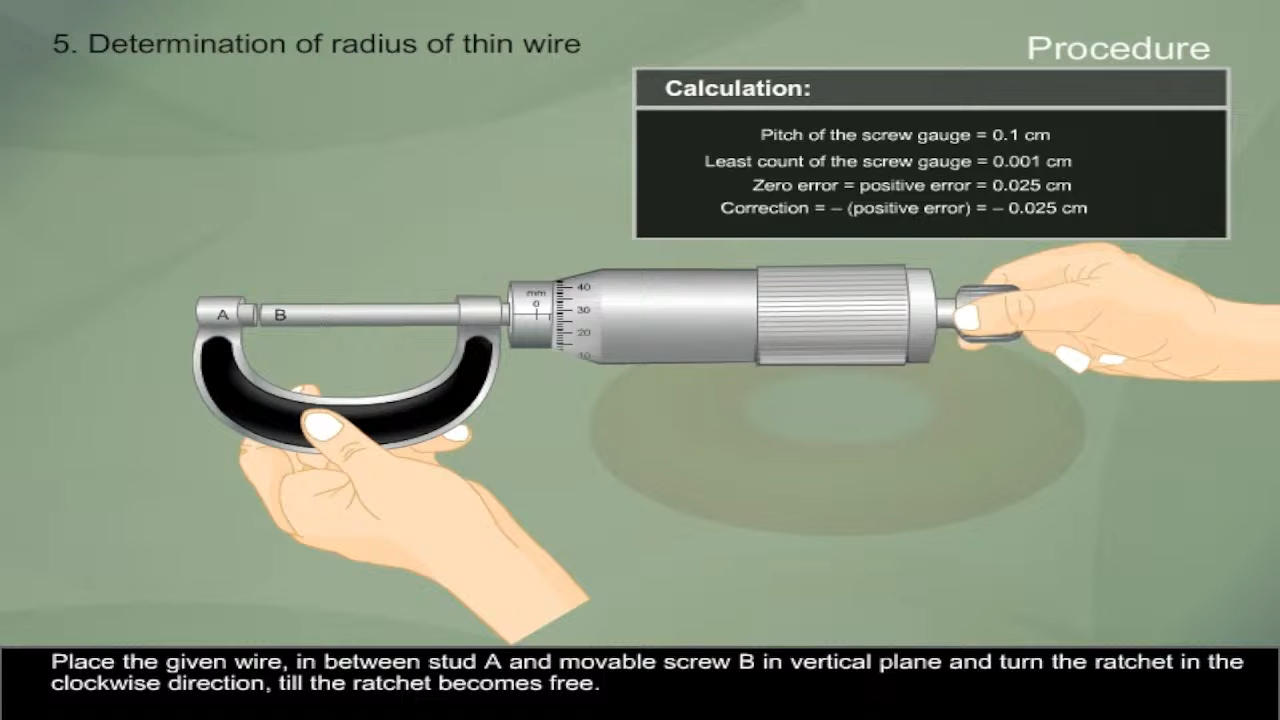 5. Determination of radius of thin wire
Procedure
Calculation:
Pitch of the screw gauge = 0.1 cm
Least count of the screw gauge = 0.001 cm
Zero error = positive error = 0.025 cm
Correction = – (positive error) = – 0.025 cm
A
B
mm
0
40
30
20
10
Place the given wire, in between stud A and movable screw B in vertical plane and turn the ratchet in the
clockwise direction, till the ratchet becomes free.